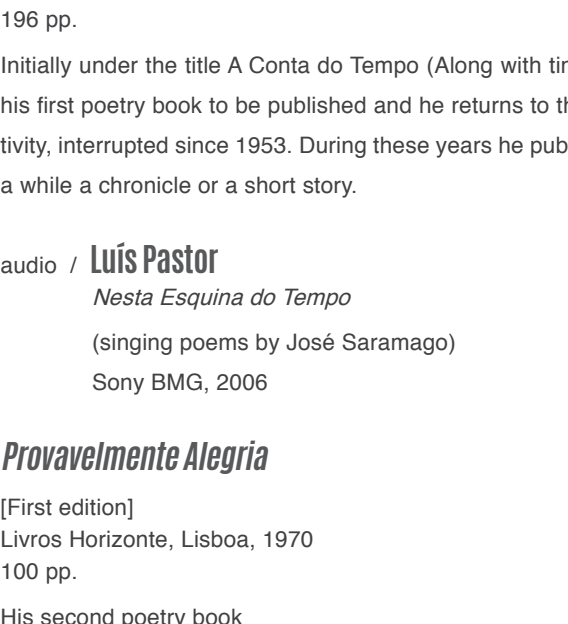 196 pp.
Initially under the title A Conta do Tempo (Along with
his first poetry book to be published and he returns to
tivity, interrupted since 1953. During these years he
a while a chronicle or a short story.
audio / Luís Pastor
Nesta Esquina do Tempo
(singing poems by José Saramago)
Sony BMG, 2006
Provavelmente Alegria
[First edition]
Livros Horizonte, Lisboa, 1970
100 pp.
His second poetry book